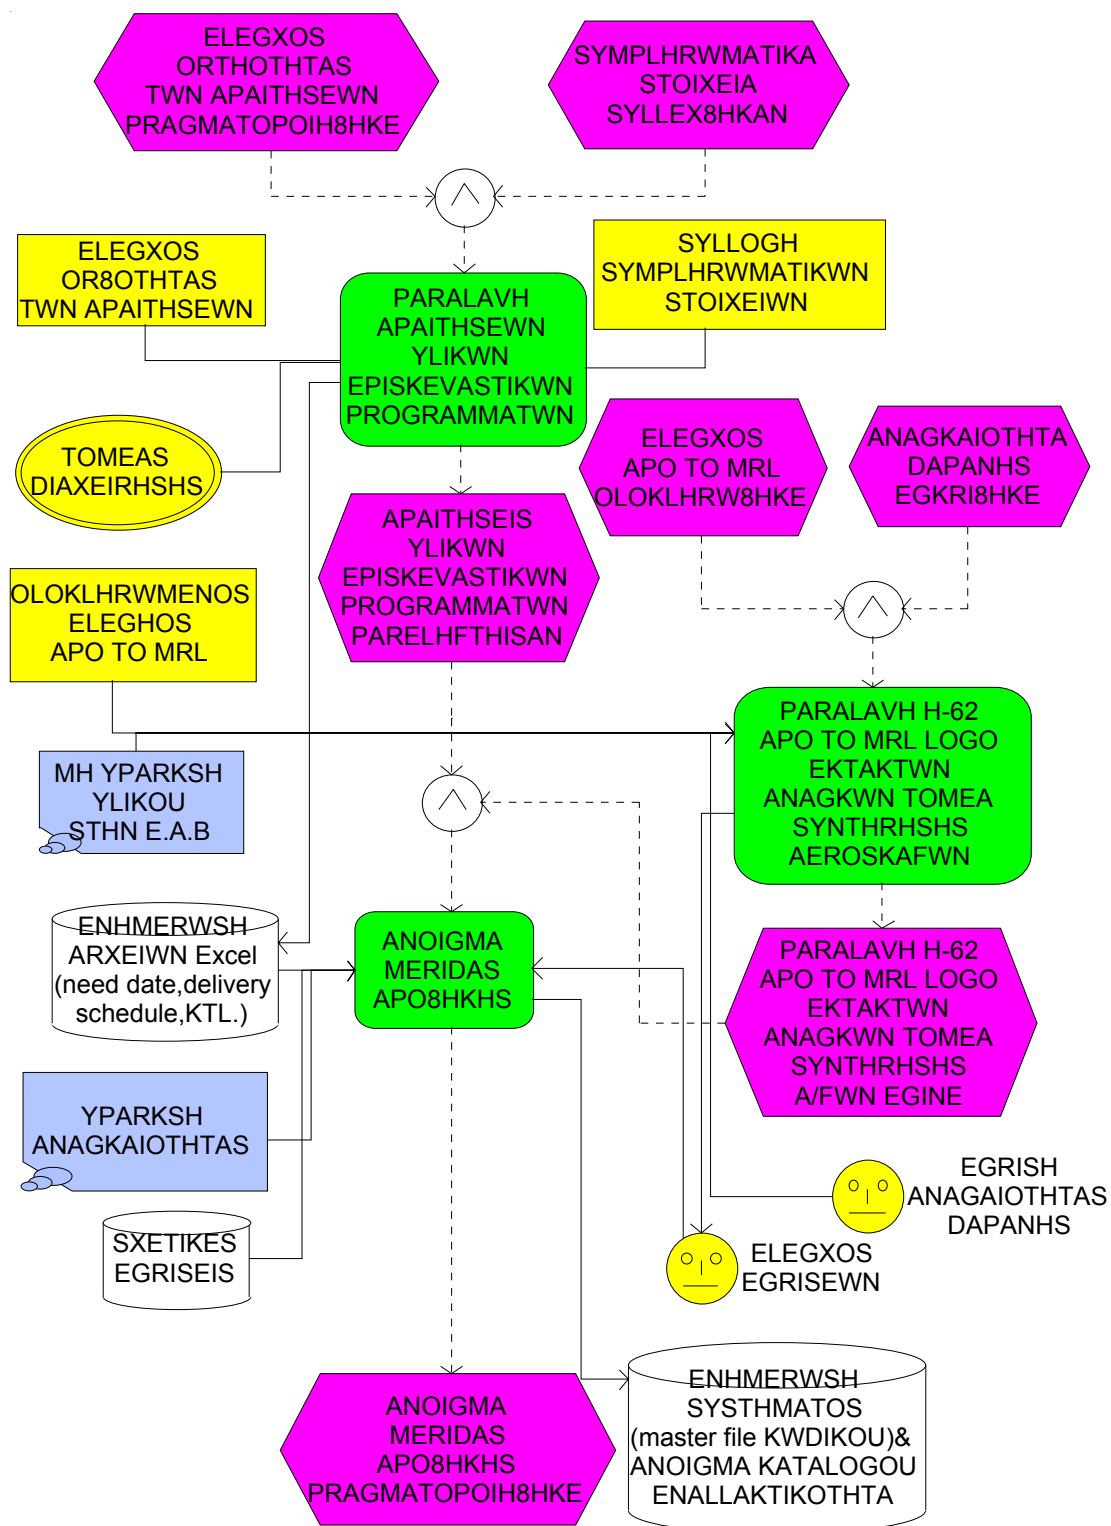 ELEGXOS
ORTHOTHTAS
TWN APAITHSEWN
PRAGMATOPOIH8HKE
SYMPLHRWMATIKA
STOIXEIA
SYLLEX8HKAN
ELEGXOS
OR8OTHTAS
TWN APAITHSEWN
PARALAVH
APAITHSEWN
YLIKWN
EPISKEVASTIKWN
PROGRAMMATWN
SYLLOGH
SYMPLHRWMATIKWN
STOIXEIWN
TOMEAS
DIAXEIRHSHS
ELEGXOS
APO TO MRL
OLOKLHRW8HKE
ANAGKAIOTHTA
DAPANHS
EGKRI8HKE
APAITHSEIS
YLIKWN
EPISKEVASTIKWN
PROGRAMMATWN
PARELHFTHISAN
OLOKLHRWMENOS
ELEGHOS
APO TO MRL
PARALAVH H-62
APO TO MRL LOGO
EKTAKTWN
ANAGKWN TOMEA
SYNTHRHSHS
AEROSKAFWN
MH YPARKSH
YLIKOU
STHN E.A.B
ENHMERWSH
ARXEIWN Excel
(need date,delivery
schedule,KTL.)
ANOIGMA
MERIDAS
APO8HKHS
PARALAVH H-62
APO TO MRL LOGO
EKTAKTWN
ANAGKWN TOMEA
SYNTHRHSHS
A/FWN EGINE
YPARKSH
ANAGKAIOTHTAS
EGRISH
ANAGAIOTHTAS
DAPANHS
SXETIKES
EGRISEIS
ELEGXOS
EGRISEWN
ANOIGMA
MERIDAS
APO8HKHS
PRAGMATOPOIH8HKE
ENHMERWSH
SYSTHMATOS
(master file KWDIKOU)&
ANOIGMA KATALOGOU
ENALLAKTIKOTHTA